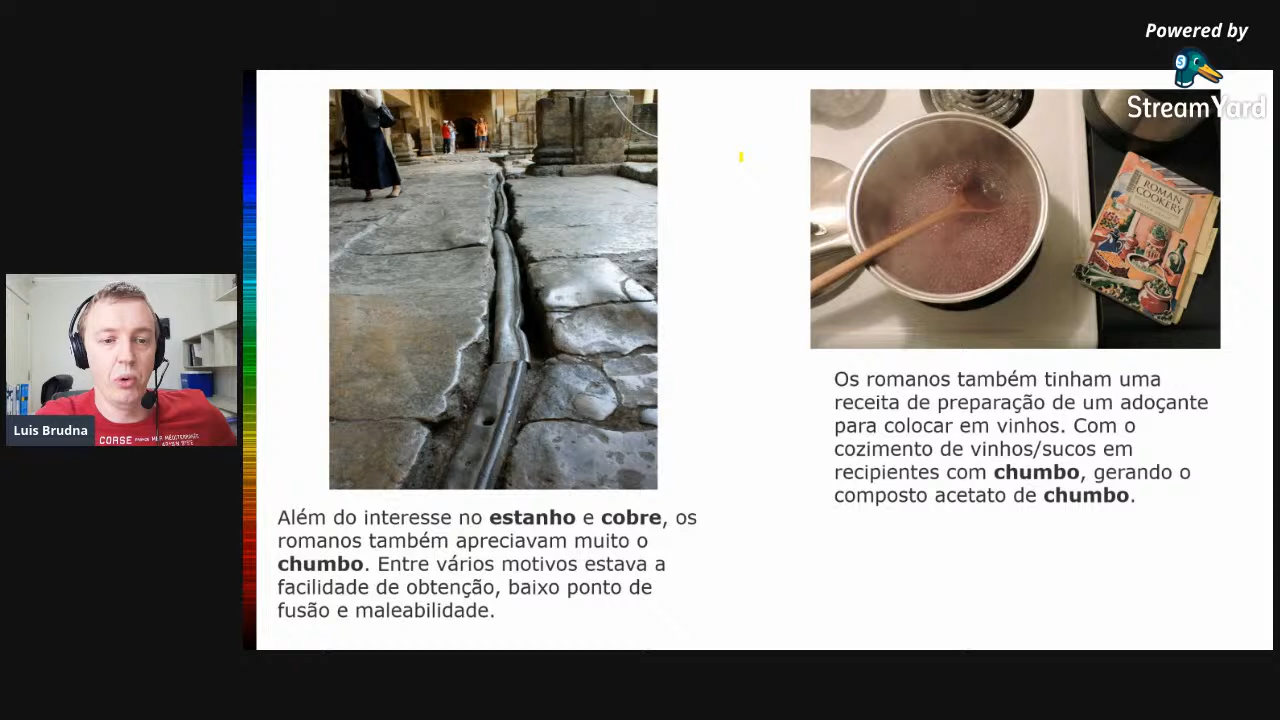 Powered by
StreamYard
ROMAN
COOKERY
Luis Brudna
CORSE
Além do interesse no estanho e cobre, os
romanos também apreciavam muito o
chumbo. Entre vários motivos estava a
facilidade de obtenção, baixo ponto de
fusão e maleabilidade.
Os romanos também tinham uma
receita de preparação de um adoçante
para colocar em vinhos. Com o
cozimento de vinhos/sucos em
recipientes com chumbo, gerando o
composto acetato de chumbo.